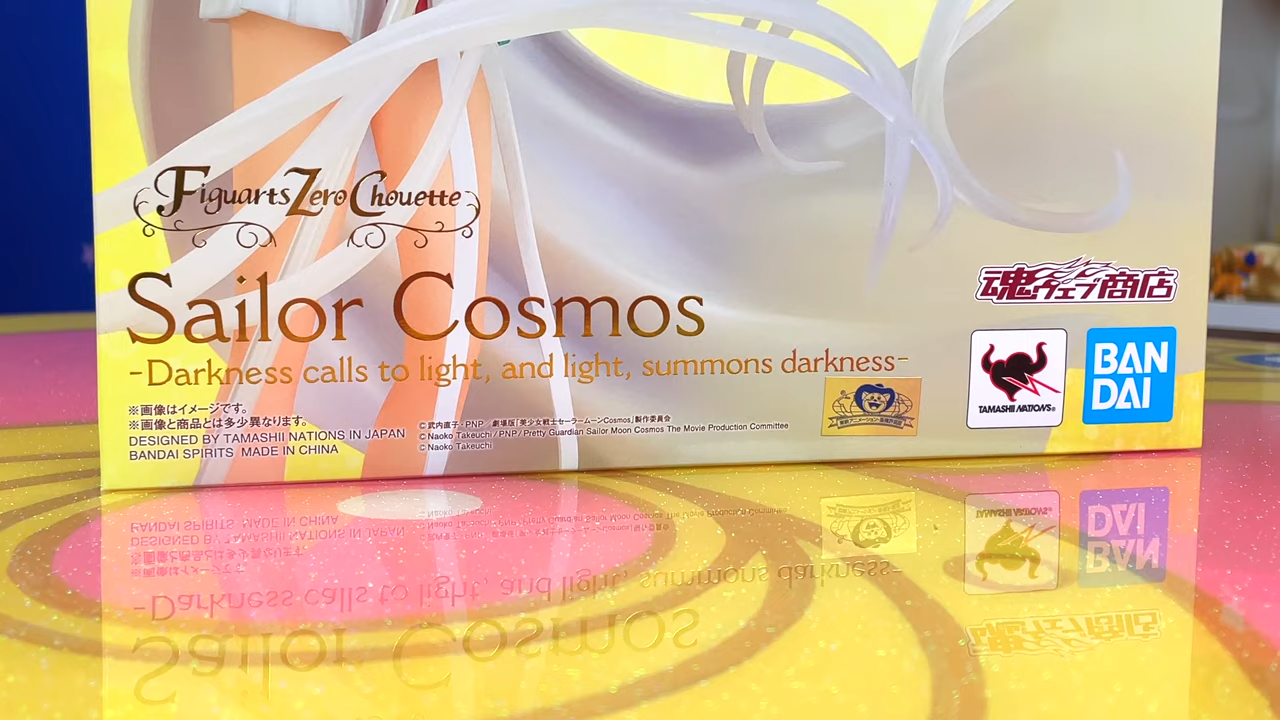 FiguartsZero Chouette
Sailor Cosmos
-Darkness calls to light, and light, summons darkness-
※画像はイメージです。
※画像と商品とは多少異なります。
DESIGNED BY TAMASHII NATIONS IN JAPAN
BANDAI SPIRITS MADE IN CHINA
©武内直子・PNP 劇場版「美少女戦士セーラームーンCosmos」製作委員会
©Naoko Takeuchi/PNP/Pretty Guardian Sailor Moon Cosmos The Movie Production Committee
©Naoko Takeuchi
魂ウェブ商店
TAMASHII NATIONS®
BAN
DAI